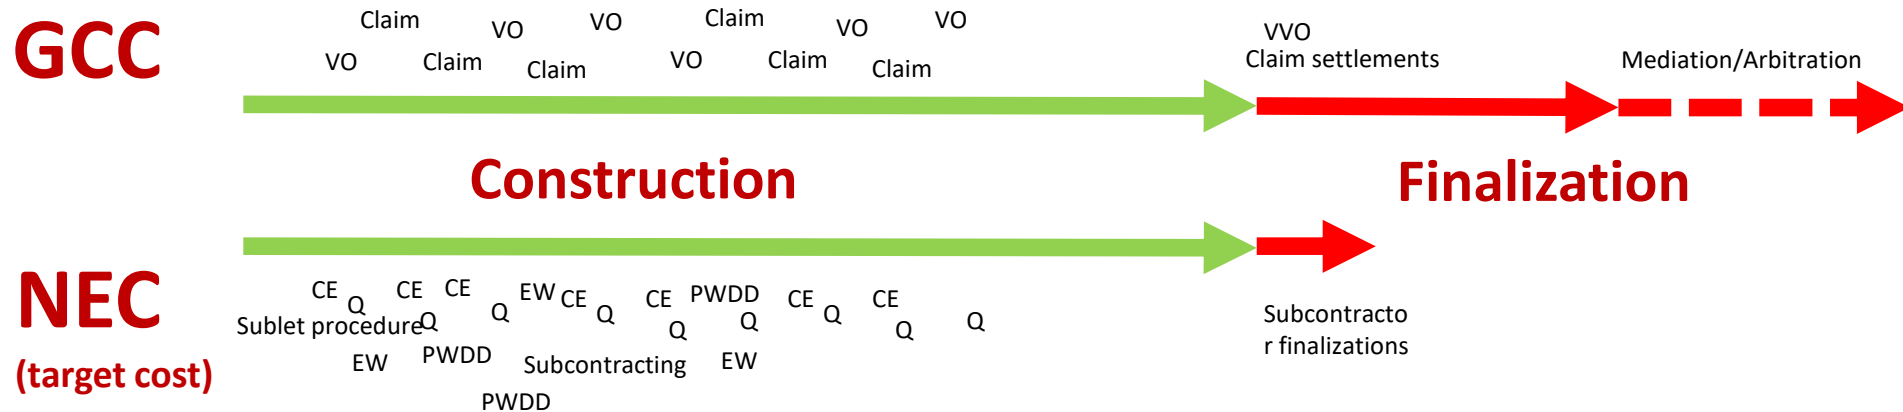 GCC
Claim VO VO Claim VO VO
VO Claim Claim VO Claim Claim
VVO
Claim settlements
Mediation/Arbitration
Construction
Finalization
NEC
(target cost)
CE CE CE EW CE CE PWDD CE CE
Q Q Q Q Q Q Q Q Q
Sublet procedure
EW PWDD Subcontracting EW
PWDD
Subcontracto
r finalizations